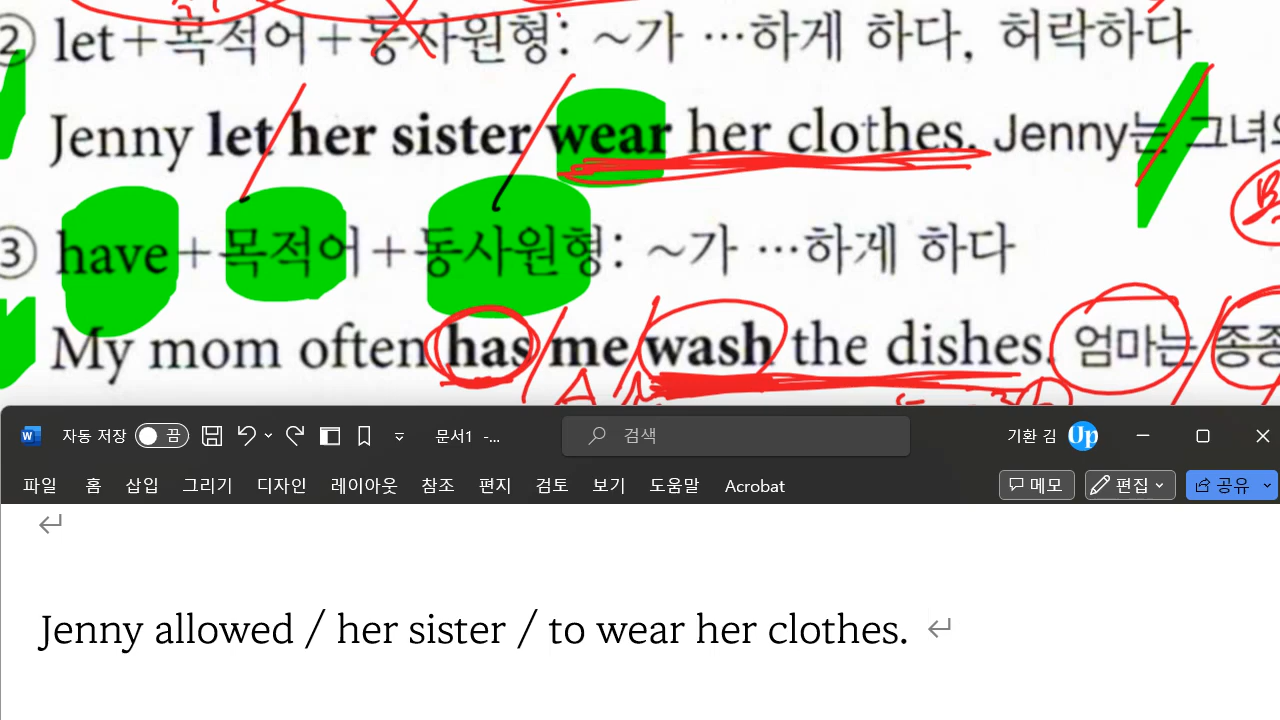 ② let+목적어+동사원형: ~가 …하게 하다, 허락하다
Jenny let her sister wear her clothes. Jenny는 그녀의
③ have+목적어+동사원형: ~가 …하게 하다
My mom often has me wash the dishes. 엄마는 종종
자동 저장 끔 문서1 -... 검색 기환 김 Up
파일 홈 삽입 그리기 디자인 레이아웃 참조 편지 검토 보기 도움말 Acrobat 메모 편집 공유
Jenny allowed / her sister / to wear her clothes.